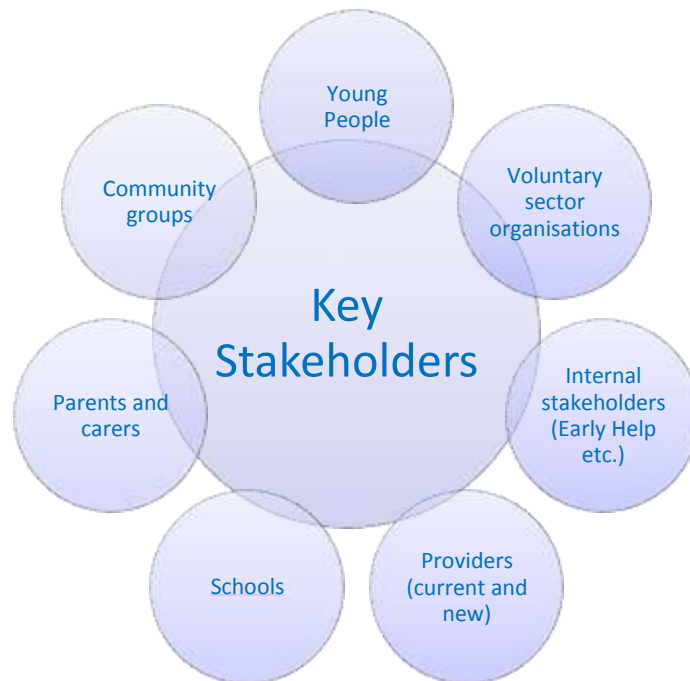 Young
People
Voluntary
sector
organisations
Internal
stakeholders
(Early Help
etc.)
Providers
(current and
new)
Schools
Parents and
carers
Community
groups
Key
Stakeholders